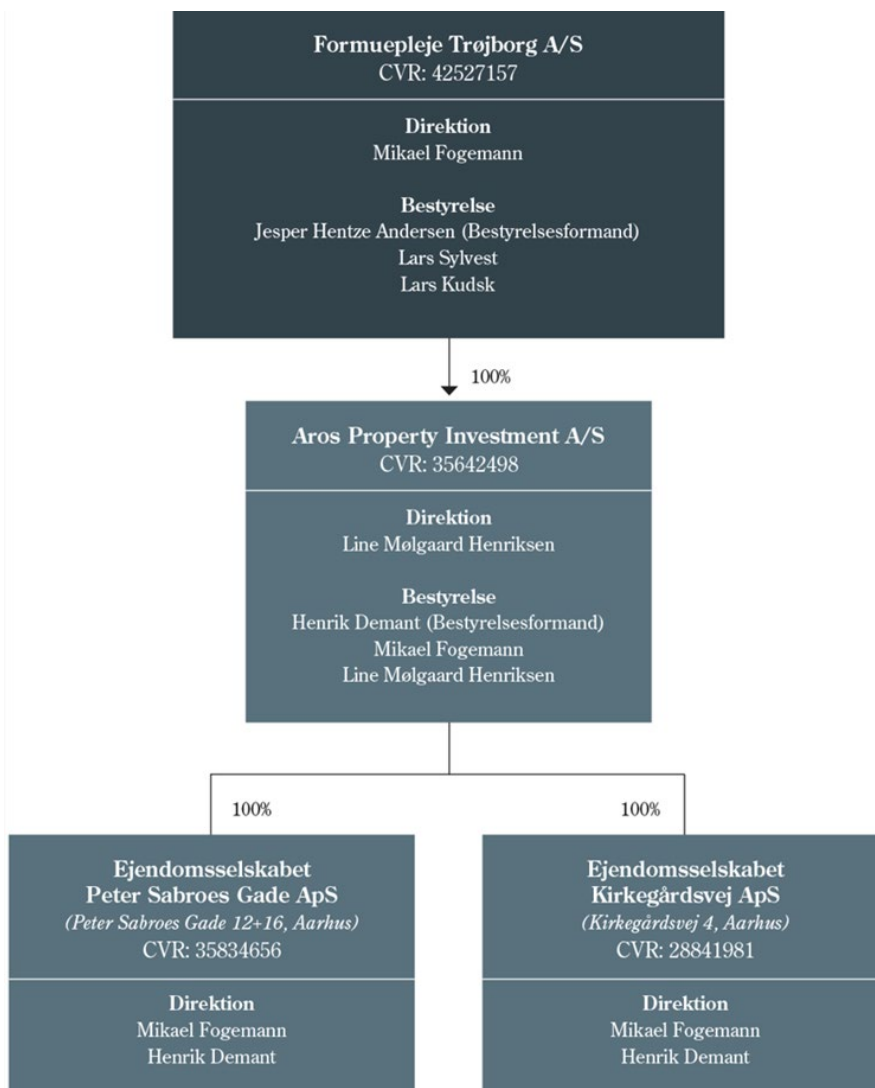 Formuepleje Trøjborg A/S
CVR: 42527157
Direktion
Mikael Fogemann
Bestyrelse
Jesper Hentze Andersen (Bestyrelsesformand)
Lars Sylvest
Lars Kudsk
100%
Aros Property Investment A/S
CVR: 35642498
Direktion
Line Mølgaard Henriksen
Bestyrelse
Henrik Demant (Bestyrelsesformand)
Mikael Fogemann
Line Mølgaard Henriksen
100%
Ejendomsselskabet
Peter Sabroes Gade ApS
(Peter Sabroes Gade 12+16, Aarhus)
CVR: 35834656
Direktion
Mikael Fogemann
Henrik Demant
100%
Ejendomsselskabet
Kirkegårdsvej ApS
(Kirkegårdsvej 4, Aarhus)
CVR: 28841981
Direktion
Mikael Fogemann
Henrik Demant